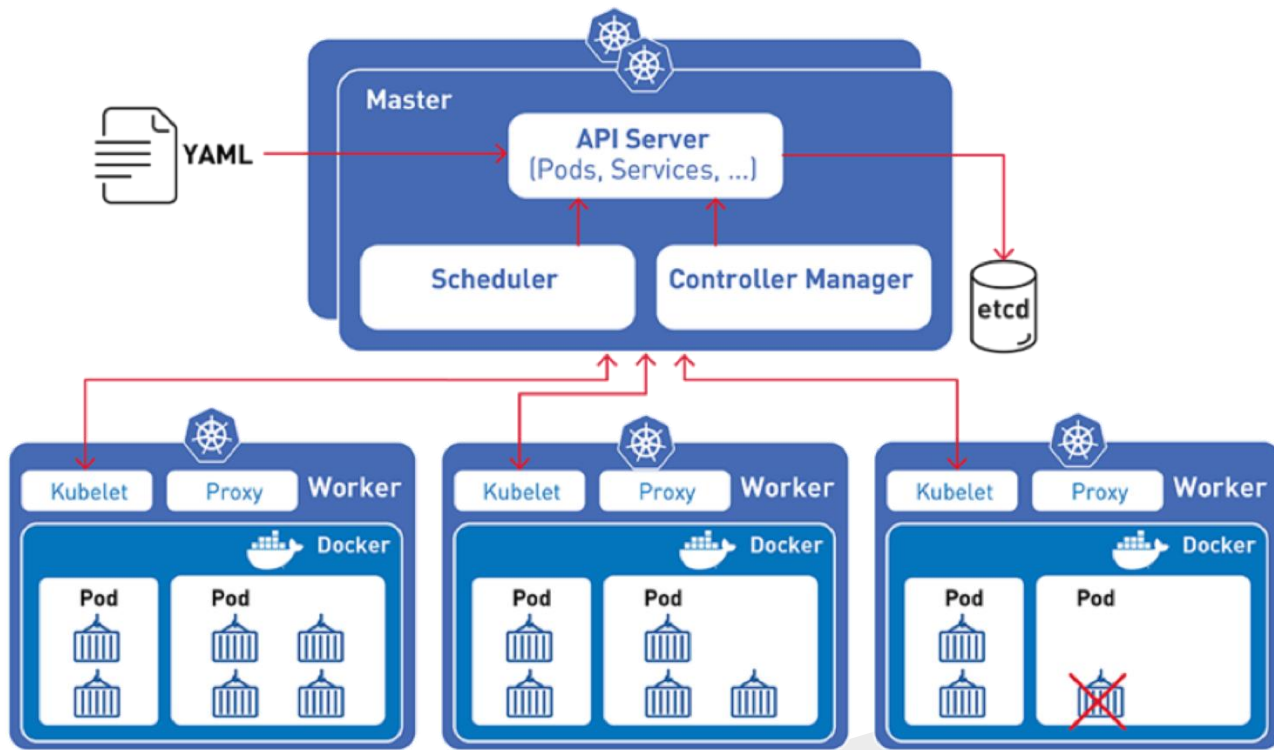 Master
YAML
API Server
(Pods, Services, ...)
Scheduler
Controller Manager
etcd
Kubelet
Proxy
Worker
Docker
Pod
Pod
Kubelet
Proxy
Worker
Docker
Pod
Pod
Kubelet
Proxy
Worker
Docker
Pod
Pod